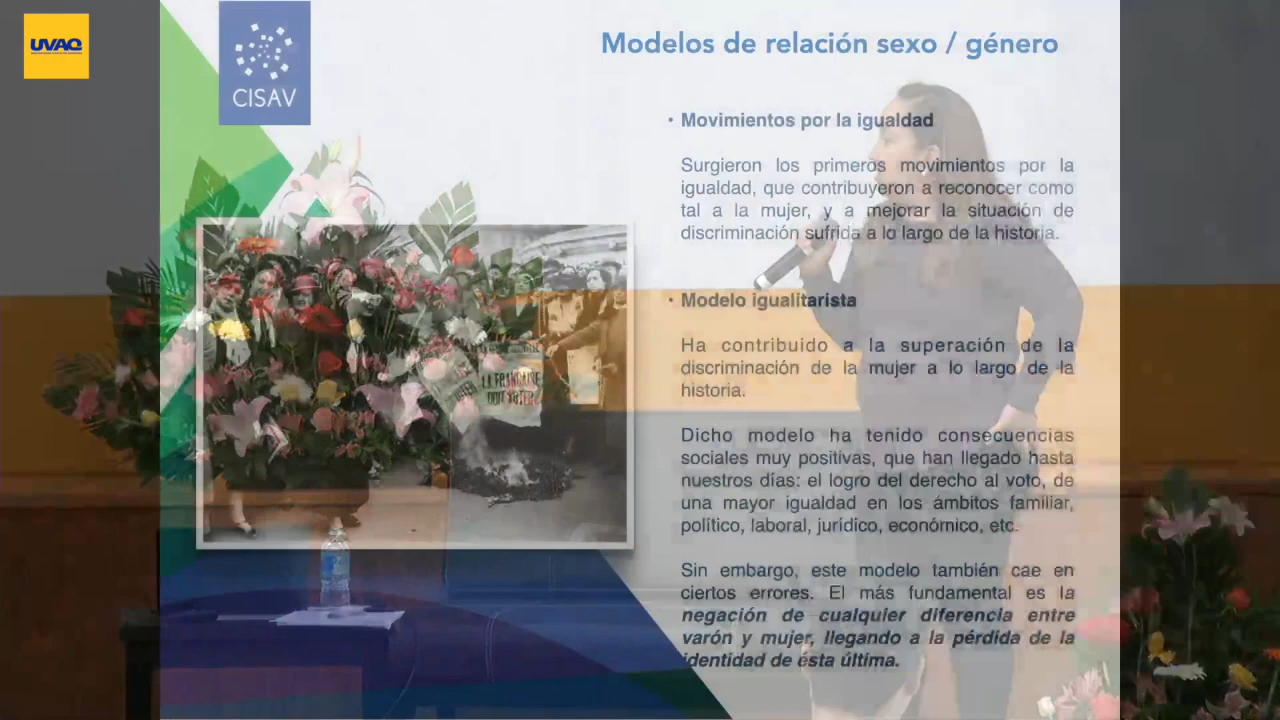 UVAQ
CISAV
Modelos de relación sexo / género
• Movimientos por la igualdad
Surgieron los primeros movimientos por la
igualdad, que contribuyeron a reconocer como
tal a la mujer, y a mejorar la situación de
discriminación sufrida a lo largo de la historia.
• Modelo igualitarista
Ha contribuido a la superación de la
discriminación de la mujer a lo largo de la
historia.
Dicho modelo ha tenido consecuencias
sociales muy positivas, que han llegado hasta
nuestros días: el logro del derecho al voto, de
una mayor igualdad en los ámbitos familiar,
político, laboral, jurídico, económico, etc.
Sin embargo, este modelo también cae en
ciertos errores. El más fundamental es la
negación de cualquier diferencia entre
varón y mujer, llegando a la pérdida de la
identidad de ésta última.
LA FRANÇAISE
DOIT VOTER